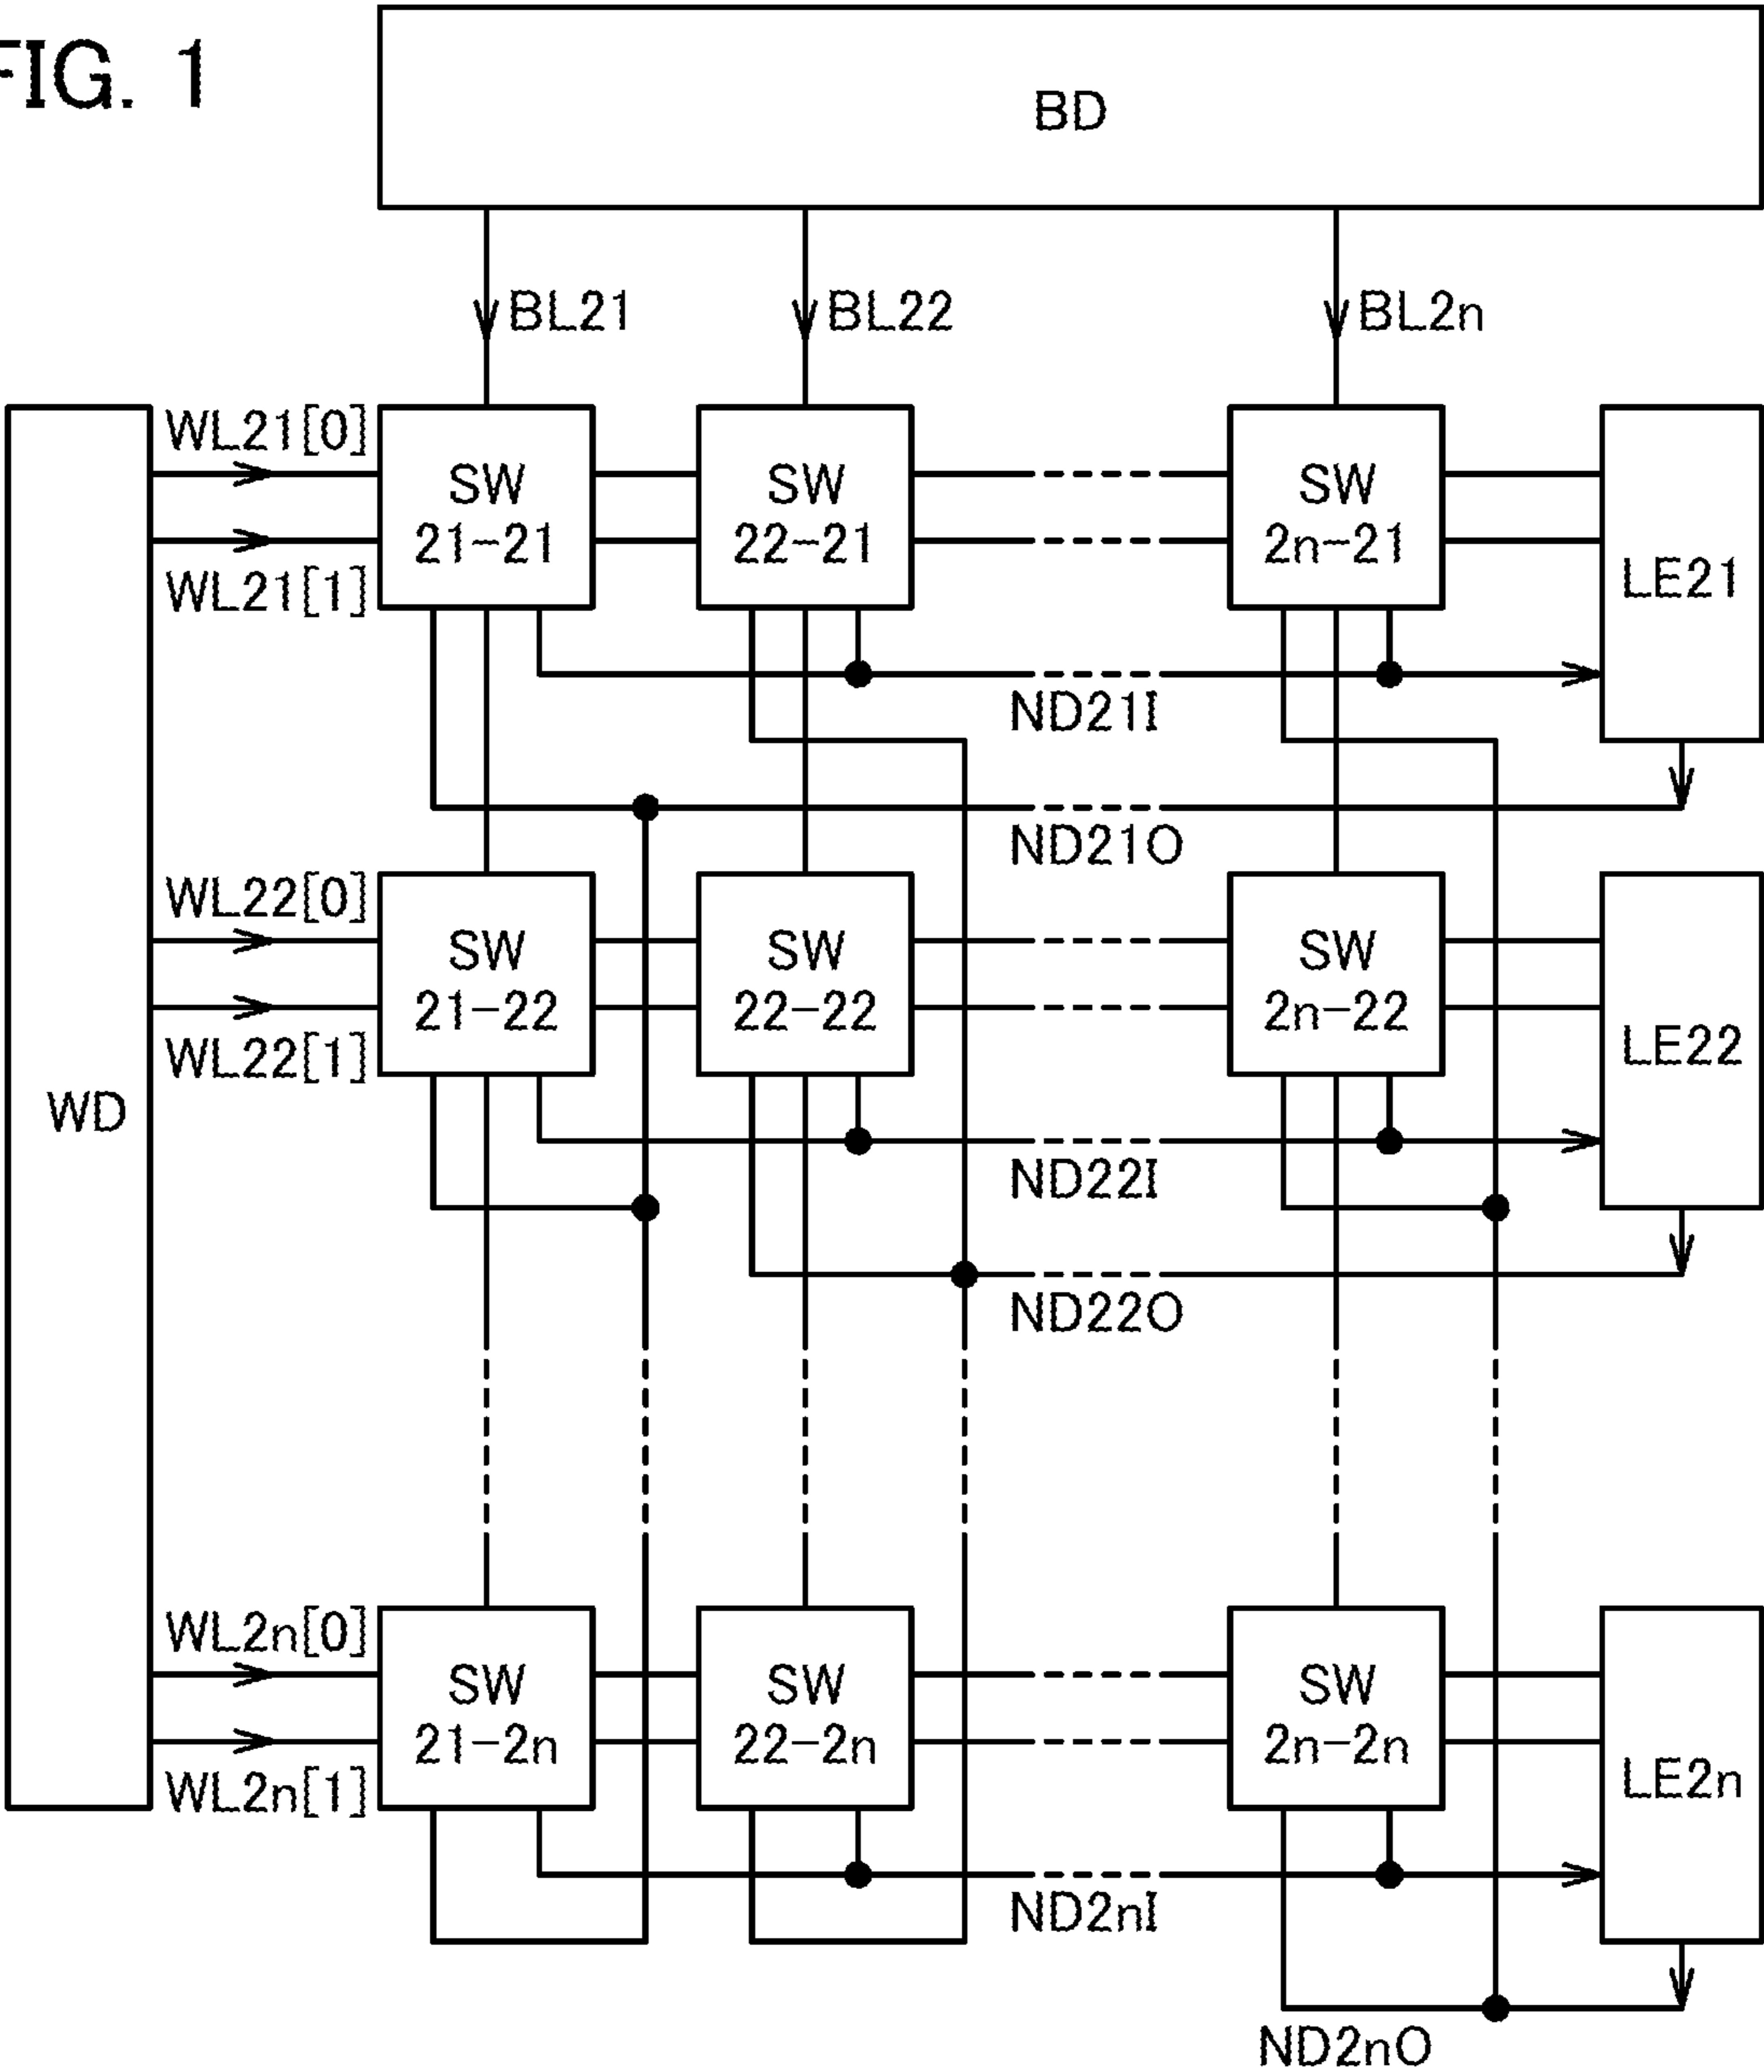 FIG. 1
BD
BL21
BL22
BL2n
WL21[0]
WL21[1]
SW
21-21
SW
22-21
SW
2n-21
LE21
ND21I
ND21O
WL22[0]
WL22[1]
SW
21-22
SW
22-22
SW
2n-22
LE22
WD
ND22I
ND22O
WL2n[0]
WL2n[1]
SW
21-2n
SW
22-2n
SW
2n-2n
LE2n
ND2nI
ND2nO